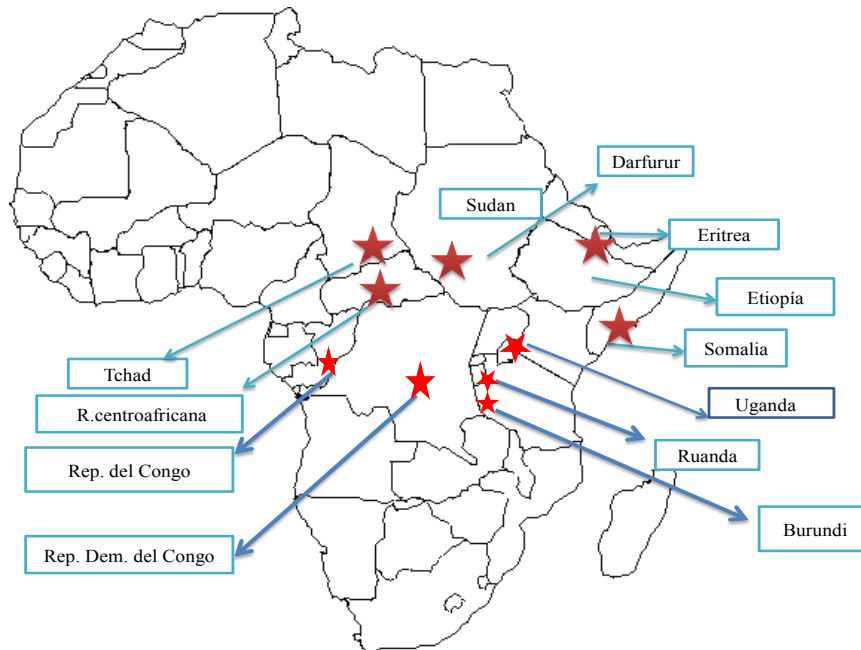 Darfurur
Sudan
Eritrea
Etiopía
Somalia
Tchad
R.centroafricana
Uganda
Rep. del Congo
Ruanda
Burundi
Rep. Dem. del Congo